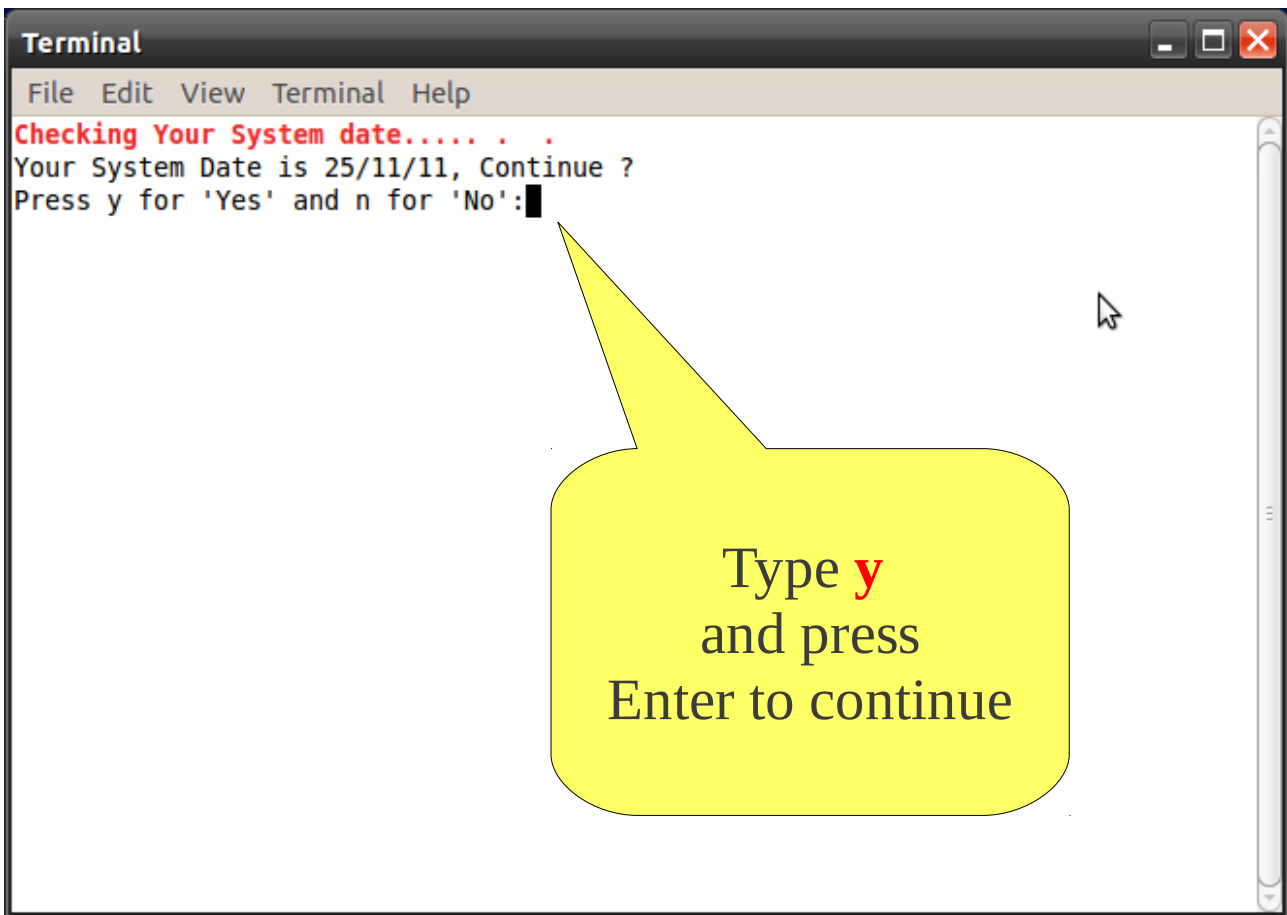 Terminal
File Edit View Terminal Help
Checking Your System date..... .  .
Your System Date is 25/11/11, Continue ?
Press y for 'Yes' and n for 'No':
Type y
and press
Enter to continue